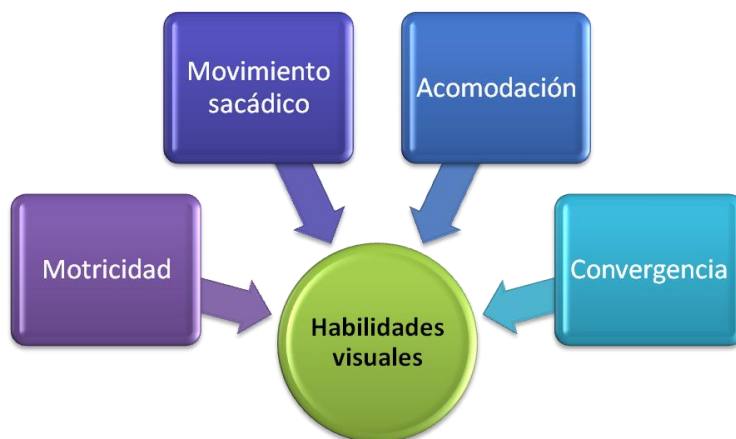 Movimiento
sacádico
Acomodación
Motricidad
Convergencia
Habilidades
visuales